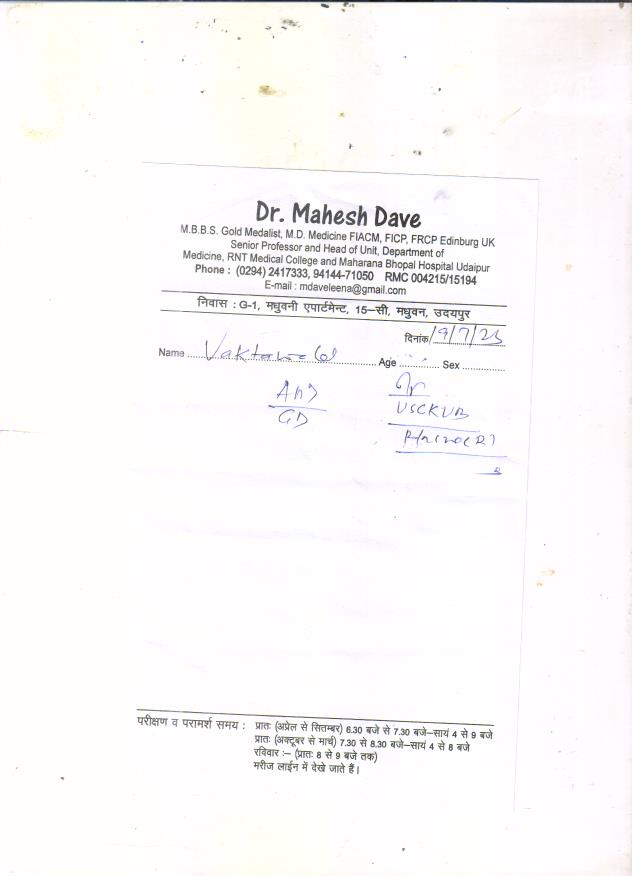 Dr. Mahesh Dave
M.B.B.S. Gold Medalist, M.D. Medicine FIACM, FICP, FRCP Edinburg UK
Senior Professor and Head of Unit, Department of
Medicine, RNT Medical College and Maharana Bhopal Hospital Udaipur
Phone : (0294) 2417333, 94144-71050 RMC 004215/15194
E-mail : mdaveleena@gmail.com
निवास : G-1, मधुवनी एपार्टमेन्ट, 15–सी, मधुवन, उदयपुर
दिनांक 19/7/23
Name Age Sex
USCKUB
परीक्षण व परामर्श समय : प्रातः (अप्रेल से सितम्बर) 6.30 बजे से 7.30 बजे–सायं 4 से 9 बजे
प्रातः (अक्टूबर से मार्च) 7.30 से 8.30 बजे–सायं 4 से 8 बजे
रविवार :– (प्रातः 8 से 9 बजे तक)
मरीज लाईन में देखे जाते हैं।